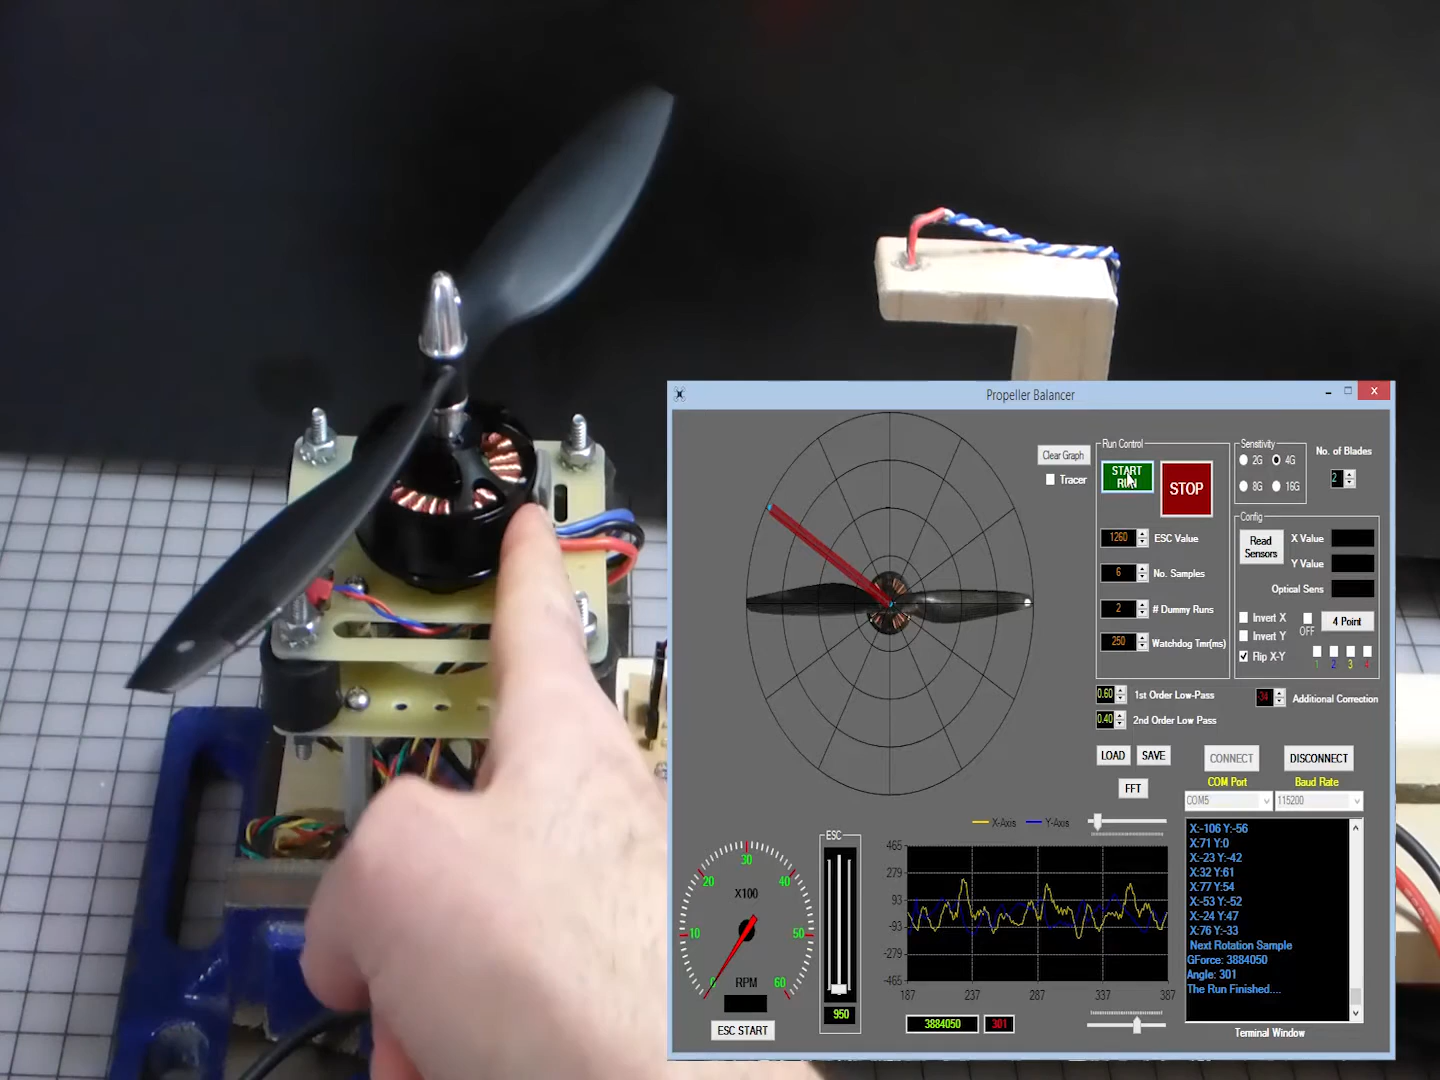 Propeller Balancer
Clear Graph
Tracer
Run Control
START RUN
STOP
1260 ESC Value
6 No. Samples
2 # Dummy Runs
250 Watchdog Tmr(ms)
Sensitivity
2G 4G
8G 16G
No. of Blades
2
Config
Read Sensors
X Value
Y Value
Optical Sens
Invert X
Invert Y
Flip X-Y
OFF
4 Point
1 2 3 4
0.60 1st Order Low-Pass
0.40 2nd Order Low Pass
-34 Additional Correction
LOAD SAVE
CONNECT DISCONNECT
FFT
COM Port Baud Rate
COM5 115200
X-Axis Y-Axis
ESC
950
0 10 20 30 40 50 60
X100
RPM
ESC START
465
279
93
-93
-279
-465
187 237 287 337 387
3884050 301
X:-106 Y:-56
X:71 Y:0
X:-23 Y:-42
X:32 Y:61
X:77 Y:54
X:-53 Y:-52
X:-24 Y:47
X:76 Y:-33
Next Rotation Sample
GForce: 3884050
Angle: 301
The Run Finished....
Terminal Window